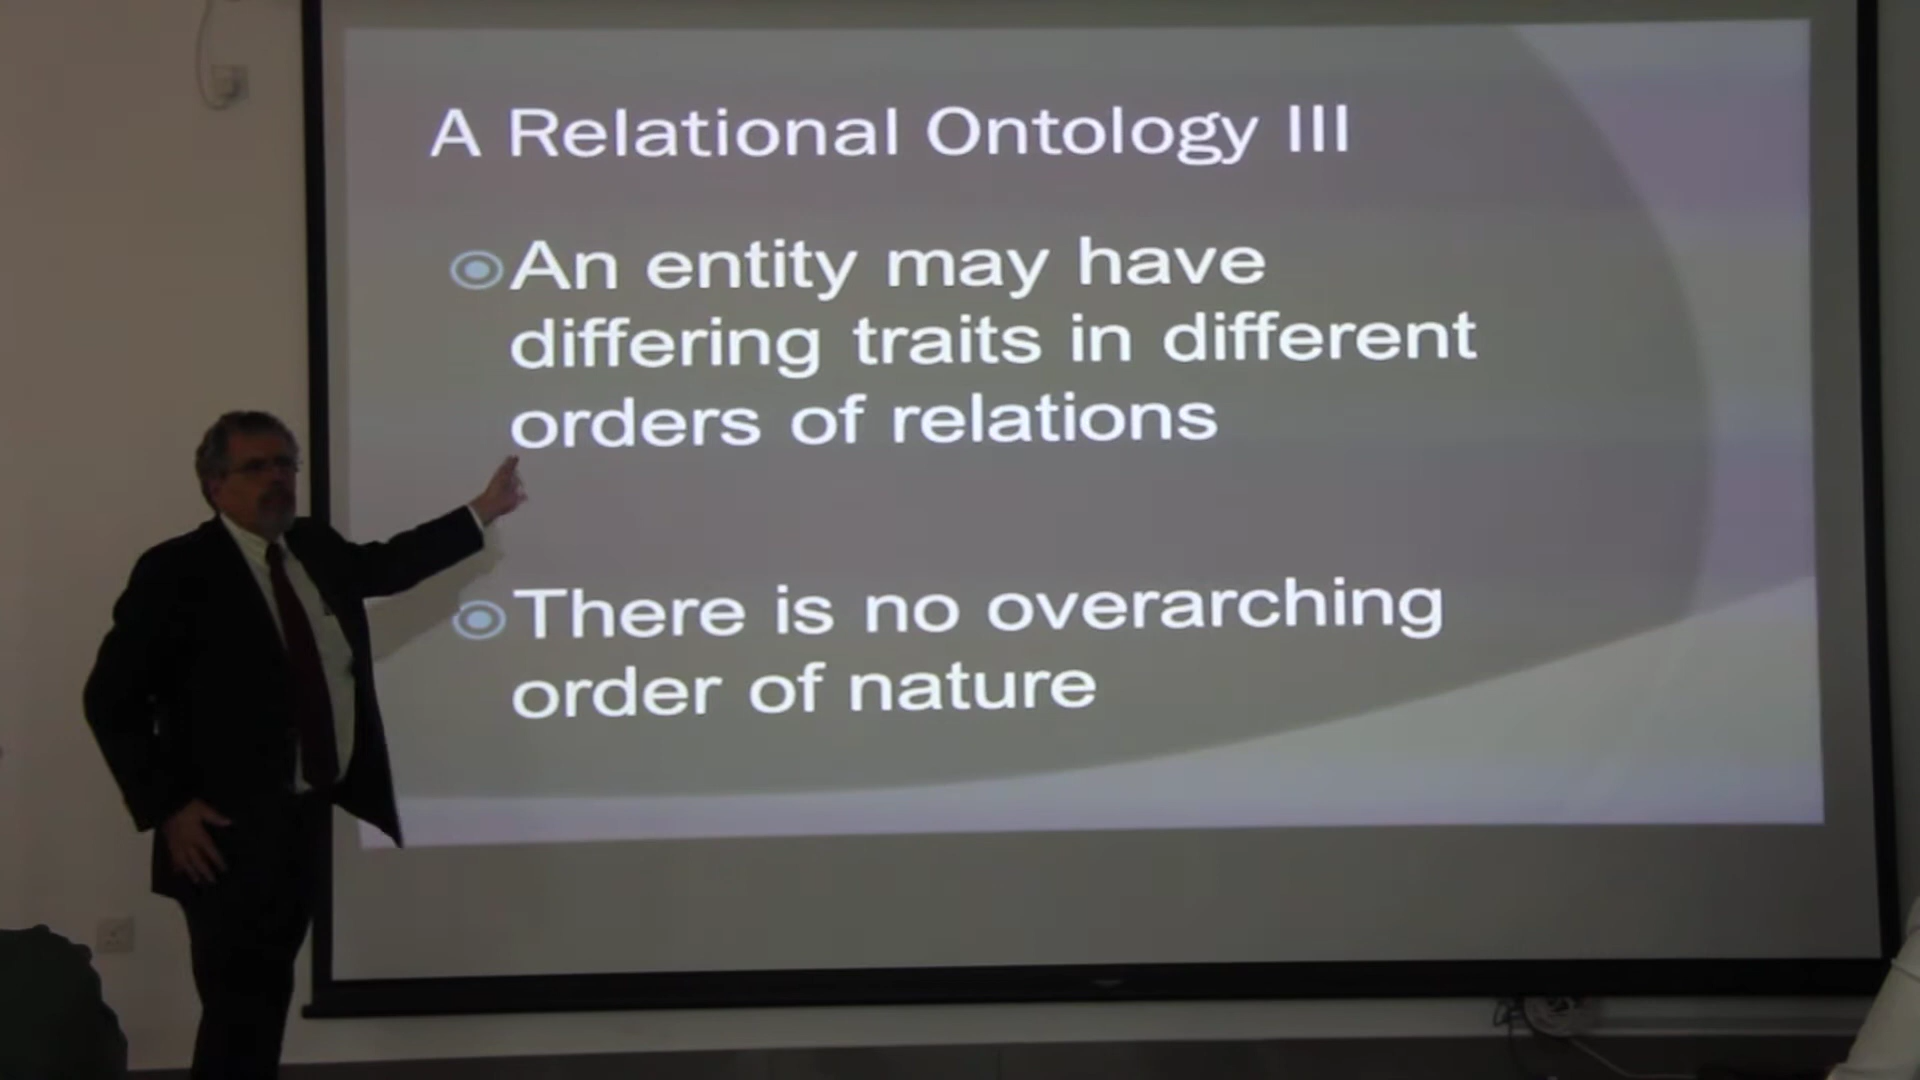 A Relational Ontology III
An entity may have
differing traits in different
orders of relations
There is no overarching
order of nature